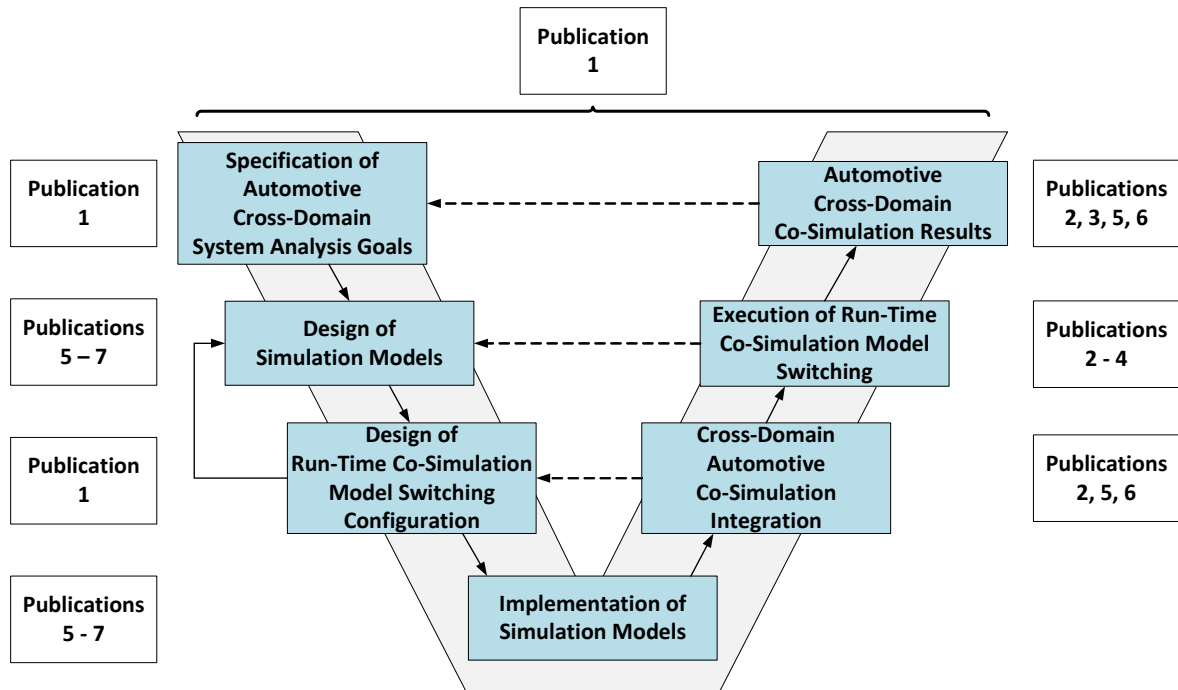 Publication
1
Publication
1
Specification of
Automotive
Cross-Domain
System Analysis Goals
Automotive
Cross-Domain
Co-Simulation Results
Publications
2, 3, 5, 6
Publications
5 – 7
Design of
Simulation Models
Execution of Run-Time
Co-Simulation Model
Switching
Publications
2 - 4
Publication
1
Design of
Run-Time Co-Simulation
Model Switching
Configuration
Cross-Domain
Automotive
Co-Simulation
Integration
Publications
2, 5, 6
Publications
5 - 7
Implementation of
Simulation Models